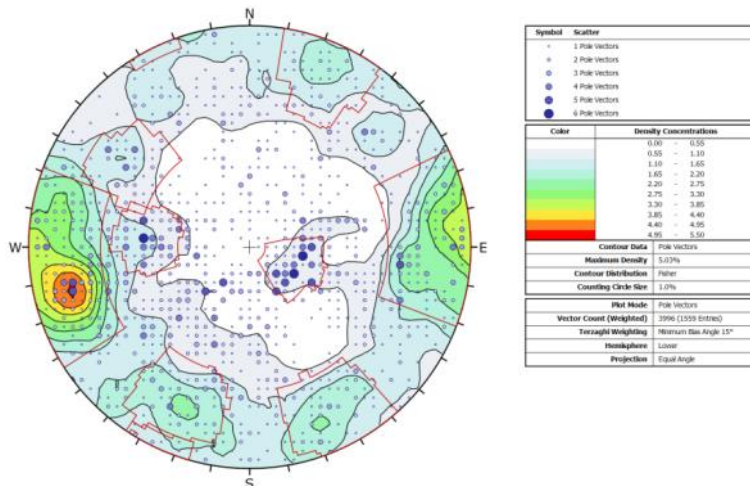 N
W
E
S
Symbol Scatter
1 Pole Vectors
2 Pole Vectors
3 Pole Vectors
4 Pole Vectors
5 Pole Vectors
6 Pole Vectors
Color Density Concentrations
0.00 - 0.55
0.55 - 1.10
1.10 - 1.65
1.65 - 2.20
2.20 - 2.75
2.75 - 3.30
3.30 - 3.85
3.85 - 4.40
4.40 - 4.95
4.95 - 5.50
Contour Data Pole Vectors
Maximum Density 5.03%
Contour Distribution Fisher
Counting Circle Size 1.0%
Plot Mode Pole Vectors
Vector Count (Weighted) 3996 (1559 Entries)
Terzaghi Weighting Minimum Bias Angle 15°
Hemisphere Lower
Projection Equal Angle